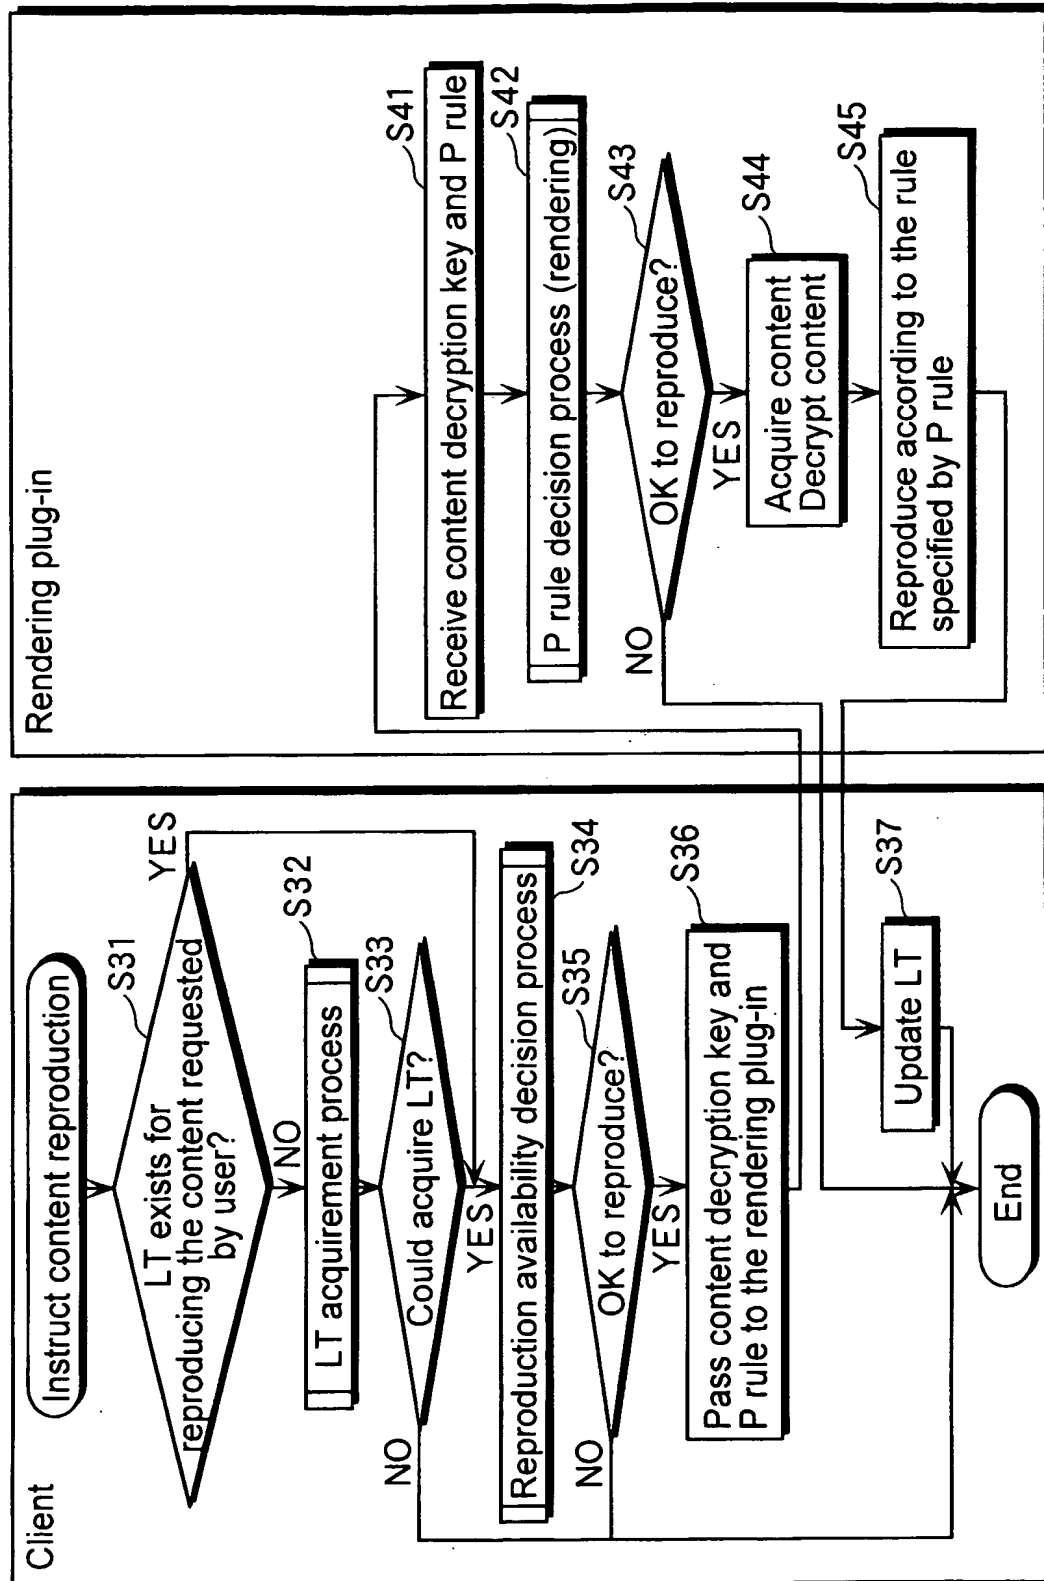 Client
Instruct content reproduction
S31
LT exists for
reproducing the content requested
by user?
YES
NO
S32
LT acquirement process
S33
Could acquire LT?
NO
YES
S34
Reproduction availability decision process
S35
OK to reproduce?
NO
YES
S36
Pass content decryption key and
P rule to the rendering plug-in
S37
Update LT
End
Rendering plug-in
S41
Receive content decryption key and P rule
S42
P rule decision process (rendering)
S43
OK to reproduce?
NO
YES
S44
Acquire content
Decrypt content
S45
Reproduce according to the rule
specified by P rule